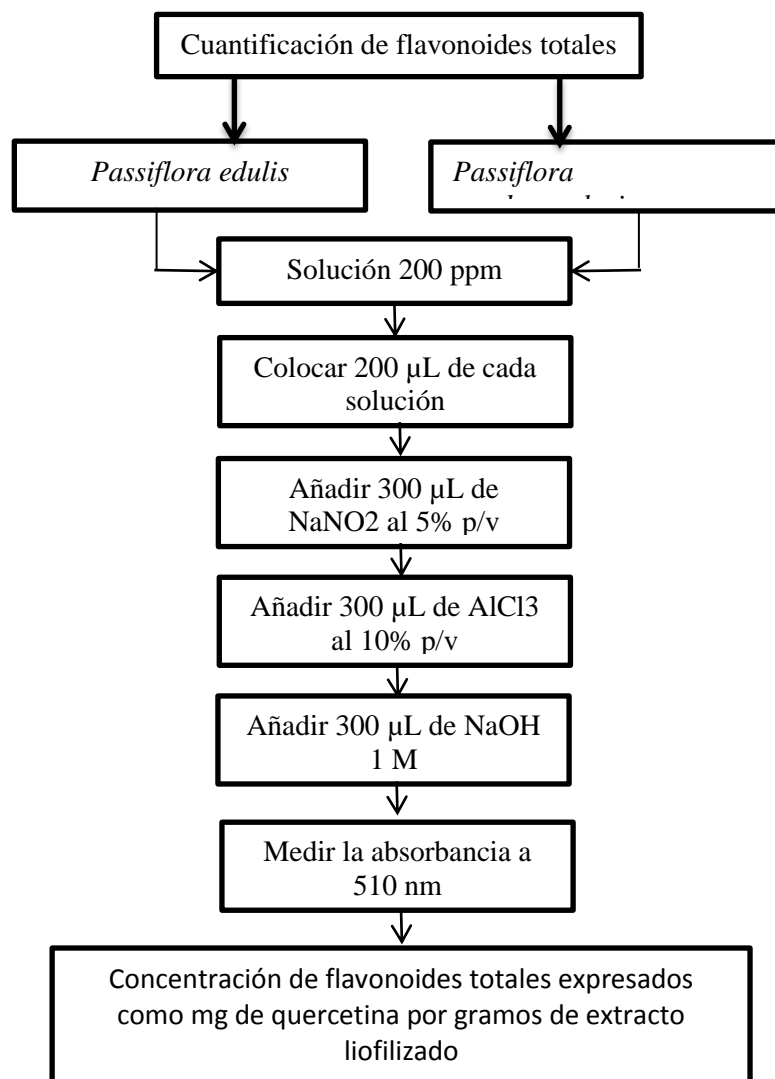 Cuantificación de flavonoides totales
Passiflora edulis
Passiflora
Solución 200 ppm
Colocar 200 µL de cada
solución
Añadir 300 µL de
NaNO2 al 5% p/v
Añadir 300 µL de AlCl3
al 10% p/v
Añadir 300 µL de NaOH
1 M
Medir la absorbancia a
510 nm
Concentración de flavonoides totales expresados
como mg de quercetina por gramos de extracto
liofilizado